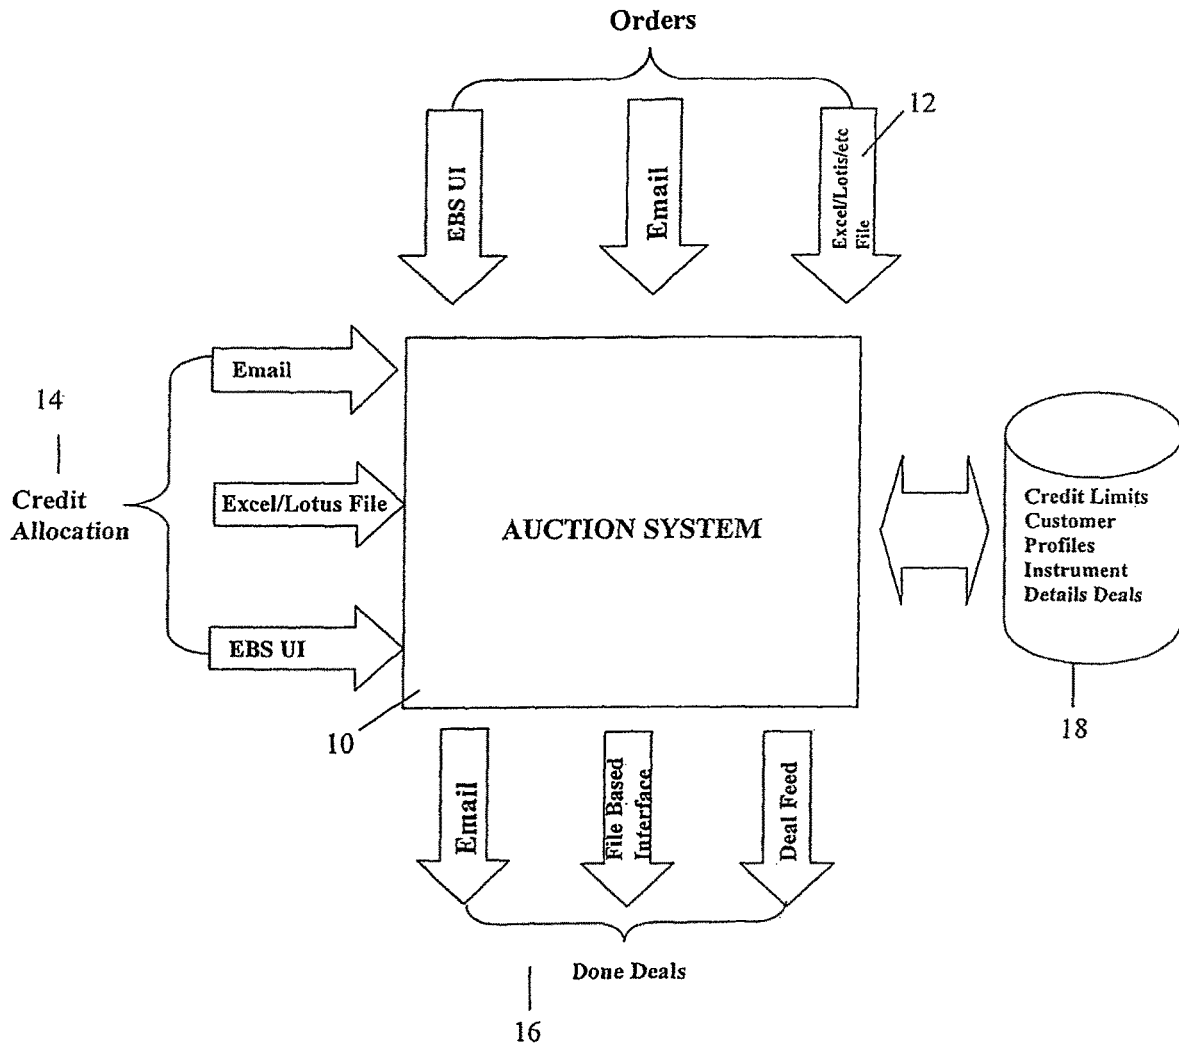 Orders
12
EBS UI
Email
Excel/Lotis/etc
File
Email
14
Credit
Allocation
Excel/Lotus File
EBS UI
AUCTION SYSTEM
Credit Limits
Customer
Profiles
Instrument
Details Deals
10
18
Email
File Based
Interface
Deal Feed
Done Deals
16